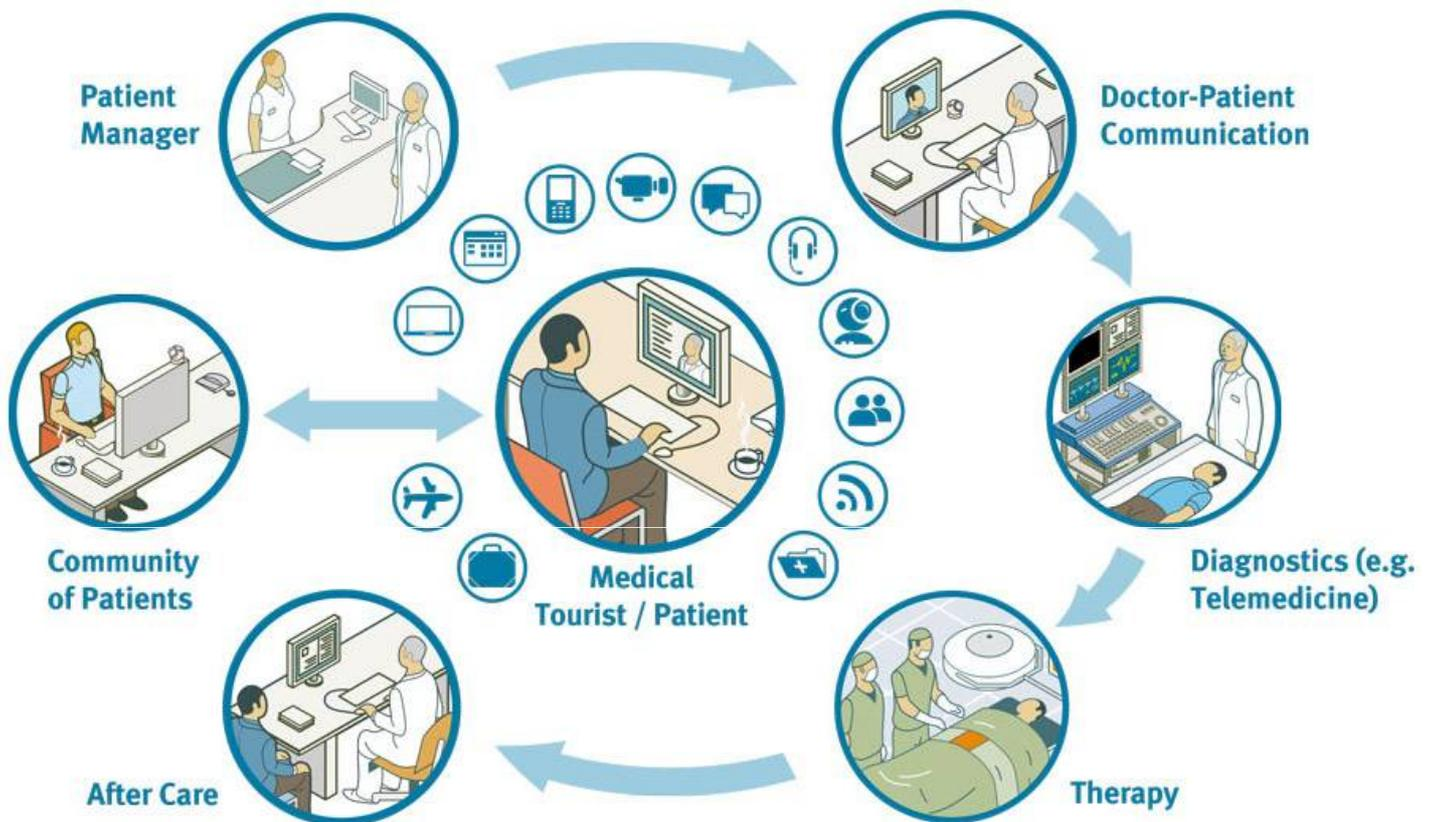 Patient
Manager
Doctor-Patient
Communication
Community
of Patients
Medical
Tourist / Patient
Diagnostics (e.g.
Telemedicine)
After Care
Therapy